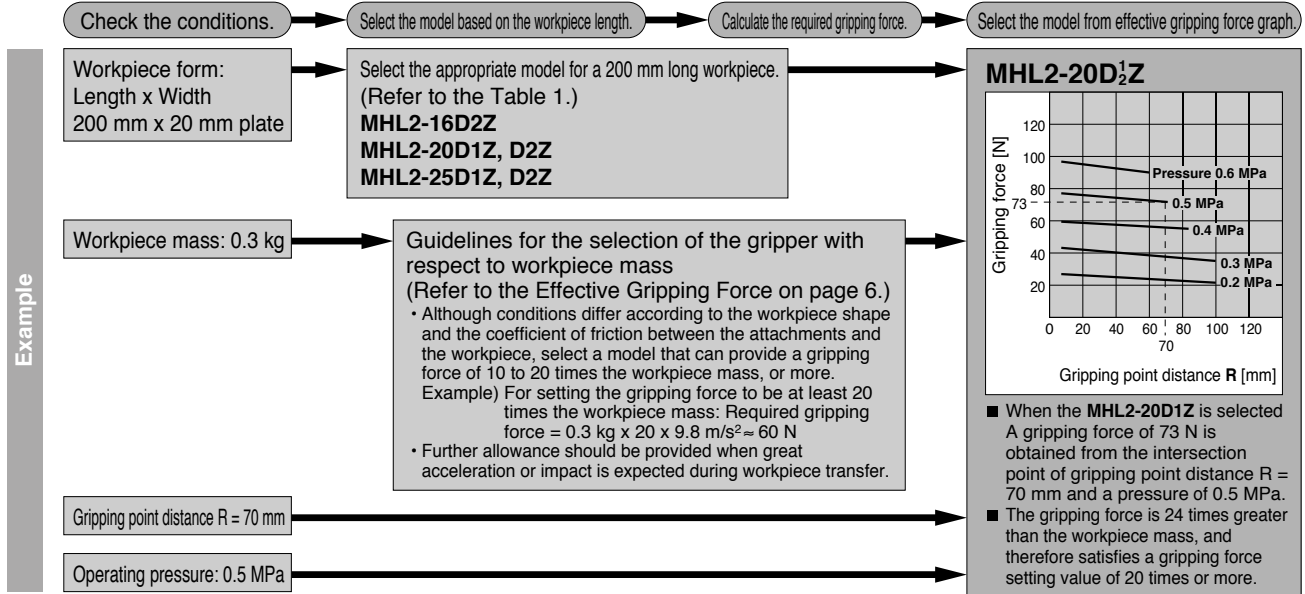 Check the conditions.
Select the model based on the workpiece length.
Calculate the required gripping force.
Select the model from effective gripping force graph.
Example
Workpiece form:
Length x Width
200 mm x 20 mm plate
Select the appropriate model for a 200 mm long workpiece.
(Refer to the Table 1.)
MHL2-16D2Z
MHL2-20D1Z, D2Z
MHL2-25D1Z, D2Z
Workpiece mass: 0.3 kg
Guidelines for the selection of the gripper with
respect to workpiece mass
(Refer to the Effective Gripping Force on page 6.)
• Although conditions differ according to the workpiece shape
and the coefficient of friction between the attachments and
the workpiece, select a model that can provide a gripping
force of 10 to 20 times the workpiece mass, or more.
Example) For setting the gripping force to be at least 20
times the workpiece mass: Required gripping
force = 0.3 kg x 20 x 9.8 m/s² ≈ 60 N
• Further allowance should be provided when great
acceleration or impact is expected during workpiece transfer.
Gripping point distance R = 70 mm
Operating pressure: 0.5 MPa
MHL2-20D½Z
Gripping force [N]
120
100
80
73
60
40
20
Pressure 0.6 MPa
0.5 MPa
0.4 MPa
0.3 MPa
0.2 MPa
0 20 40 60 80 100 120
70
Gripping point distance R [mm]
■ When the MHL2-20D1Z is selected
A gripping force of 73 N is
obtained from the intersection
point of gripping point distance R =
70 mm and a pressure of 0.5 MPa.
■ The gripping force is 24 times greater
than the workpiece mass, and
therefore satisfies a gripping force
setting value of 20 times or more.